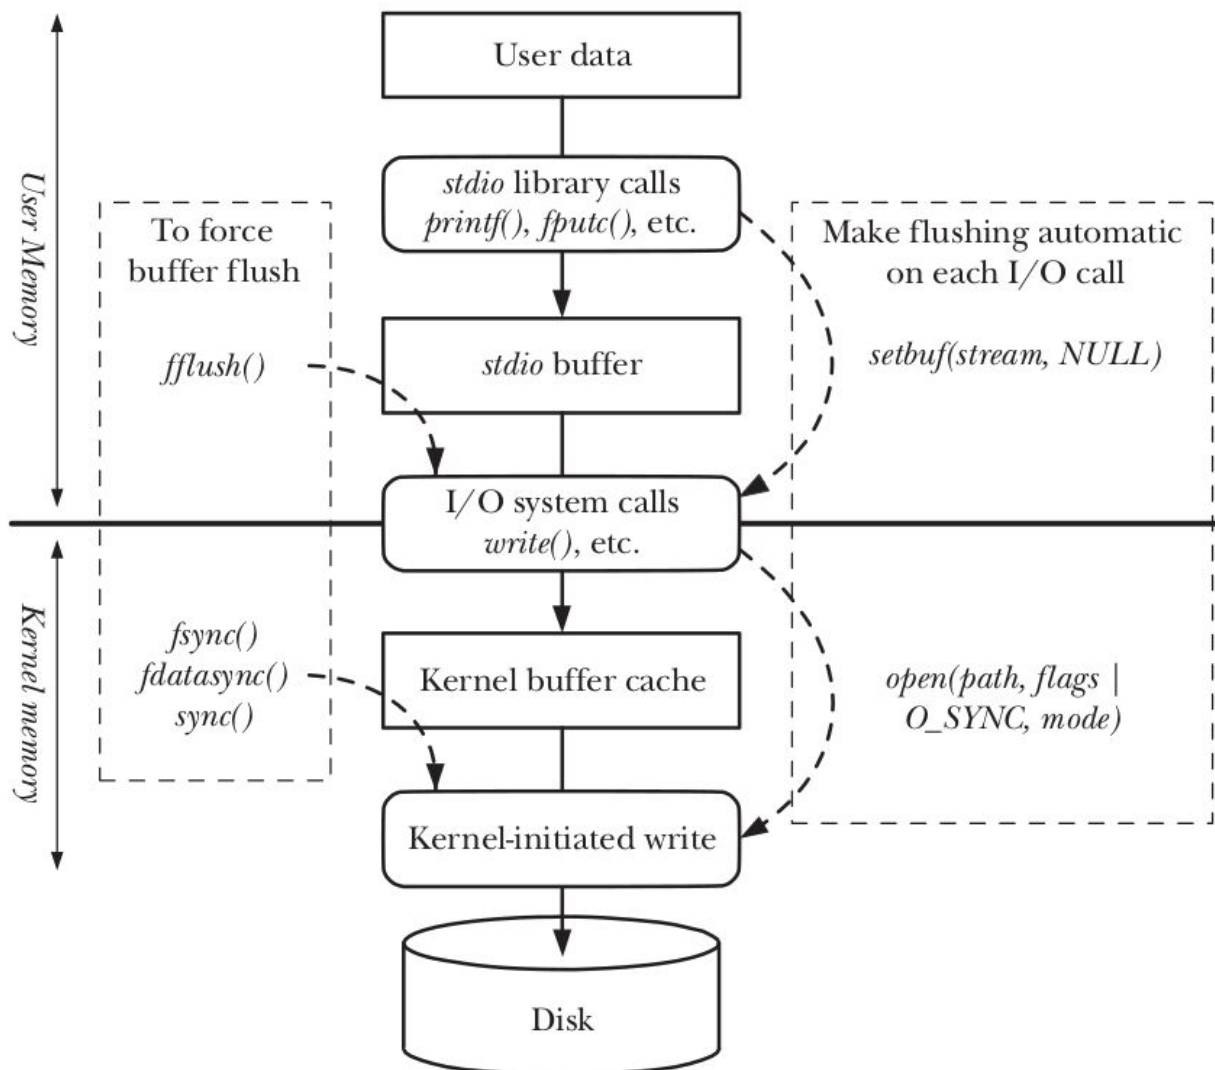 User data
User Memory
stdio library calls
printf(), fputc(), etc.
To force
buffer flush
Make flushing automatic
on each I/O call
fflush()
stdio buffer
setbuf(stream, NULL)
I/O system calls
write(), etc.
Kernel memory
fsync()
fdatasync()
sync()
Kernel buffer cache
open(path, flags |
O_SYNC, mode)
Kernel-initiated write
Disk